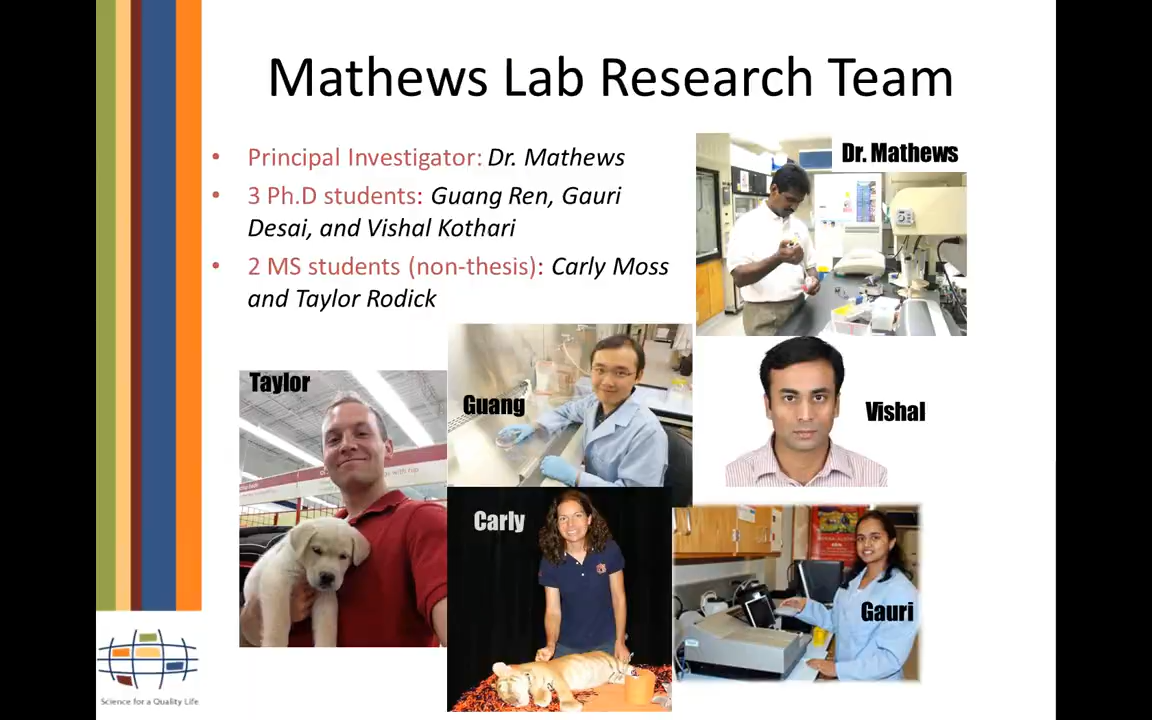 Mathews Lab Research Team
• Principal Investigator: Dr. Mathews
• 3 Ph.D students: Guang Ren, Gauri
Desai, and Vishal Kothari
• 2 MS students (non-thesis): Carly Moss
and Taylor Rodick
Dr. Mathews
Taylor
Guang
Vishal
Carly
Gauri
Science for a Quality Life